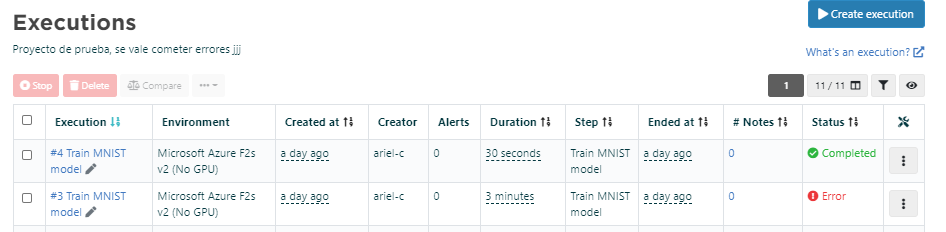 Executions
Create execution
Proyecto de prueba, se vale cometer errores jjj
What's an execution?
Stop Delete Compare 1 11 / 11
Execution Environment Created at Creator Alerts Duration Step Ended at # Notes Status
#4 Train MNIST model Microsoft Azure F2s v2 (No GPU) a day ago ariel-c 0 30 seconds Train MNIST model a day ago 0 Completed
#3 Train MNIST model Microsoft Azure F2s v2 (No GPU) a day ago ariel-c 0 3 minutes Train MNIST model a day ago 0 Error